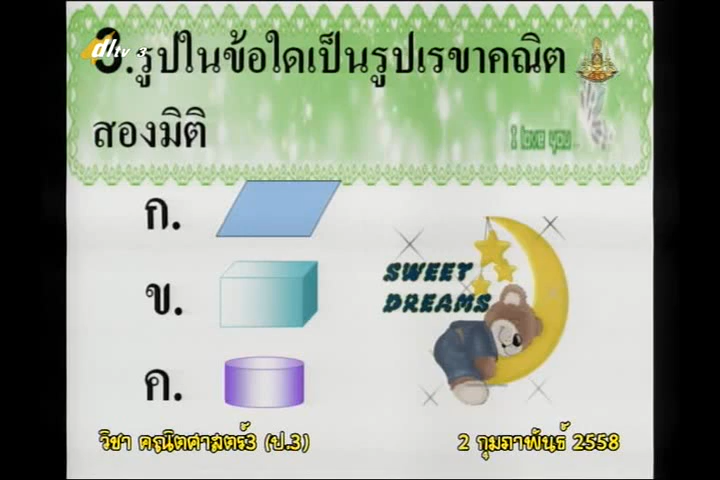 dltv 3
3.รูปในข้อใดเป็นรูปเรขาคณิต
สองมิติ
I love you
ก.
ข.
SWEET
DREAMS
ค.
วิชา คณิตศาสตร์3 (ป.3)
2 กุมภาพันธ์ 2558